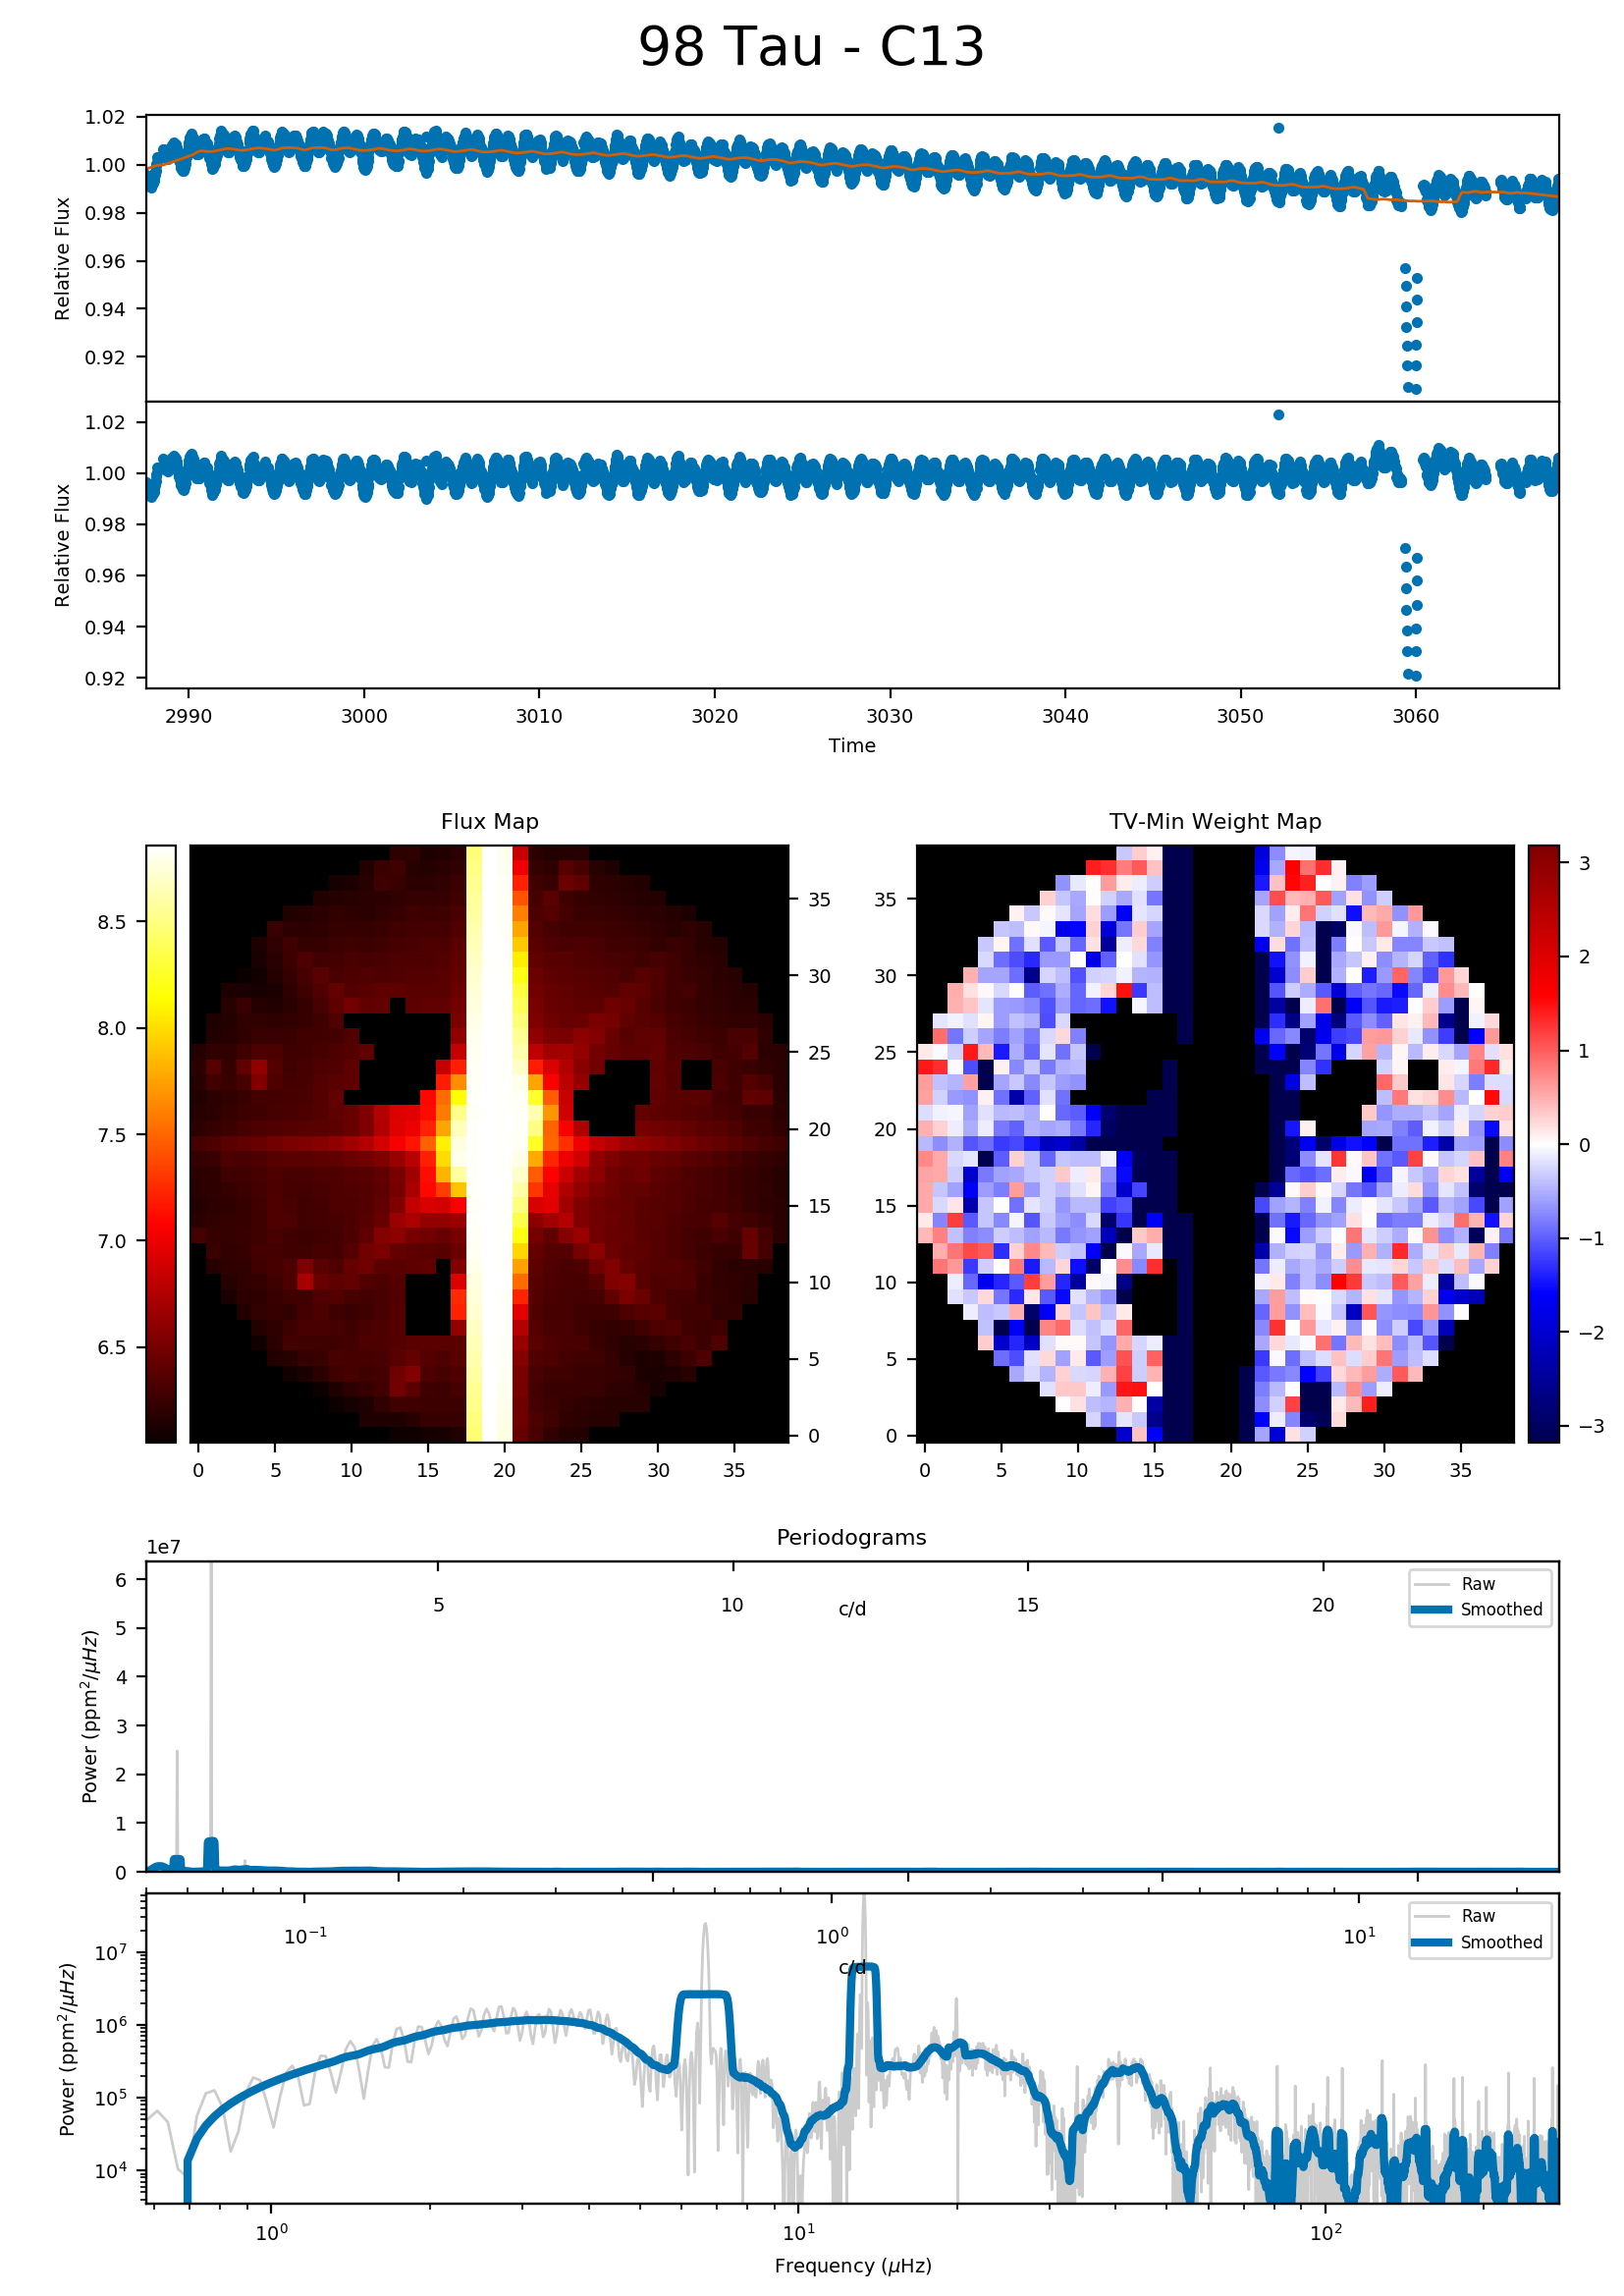 98 Tau - C13
1.02
1.00
0.98
0.96
0.94
0.92
Relative Flux
1.02
1.00
0.98
0.96
0.94
0.92
Relative Flux
2990 3000 3010 3020 3030 3040 3050 3060
Time
Flux Map
TV-Min Weight Map
8.5
8.0
7.5
7.0
6.5
35
30
25
20
15
10
5
0
0 5 10 15 20 25 30 35
35
30
25
20
15
10
5
0
0 5 10 15 20 25 30 35
3
2
1
0
−1
−2
−3
Periodograms
1e7
6
5
4
3
2
1
0
Power (ppm²/μHz)
5 10 15 20
c/d
Raw
Smoothed
10⁻¹ 10⁰ 10¹
c/d
Raw
Smoothed
10⁷
10⁶
10⁵
10⁴
Power (ppm²/μHz)
10⁰ 10¹ 10²
Frequency (μHz)